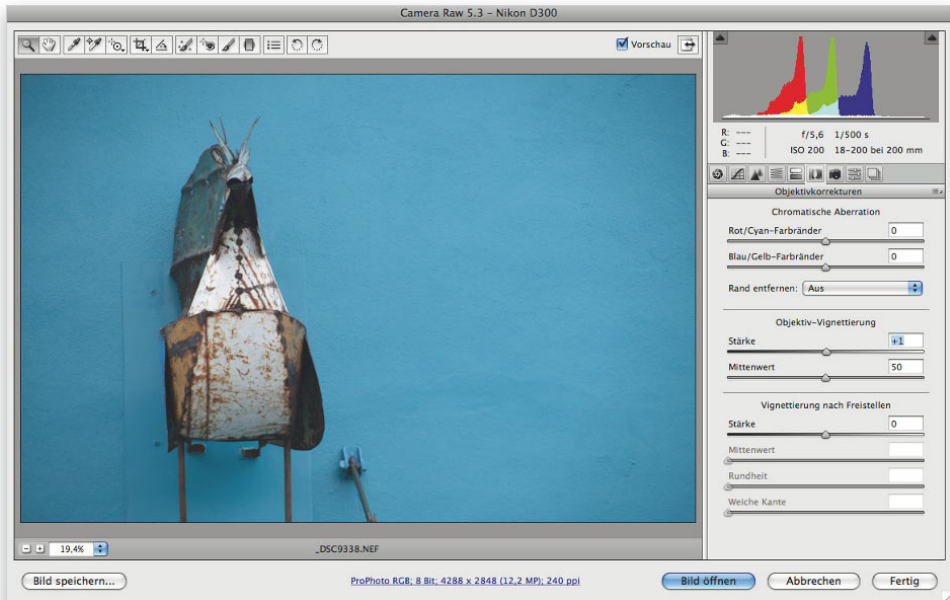 Camera Raw 5.3 – Nikon D300
Vorschau
R: ---
G: ---
B: ---
f/5,6 1/500 s
ISO 200 18-200 bei 200 mm
Objektivkorrekturen
Chromatische Aberration
Rot/Cyan-Farbränder 0
Blau/Gelb-Farbränder 0
Rand entfernen: Aus
Objektiv-Vignettierung
Stärke +1
Mittenwert 50
Vignettierung nach Freistellen
Stärke 0
Mittenwert
Rundheit
Weiche Kante
19,4%
_DSC9338.NEF
Bild speichern...
ProPhoto RGB; 8 Bit; 4288 x 2848 (12,2 MP); 240 ppi
Bild öffnen
Abbrechen
Fertig